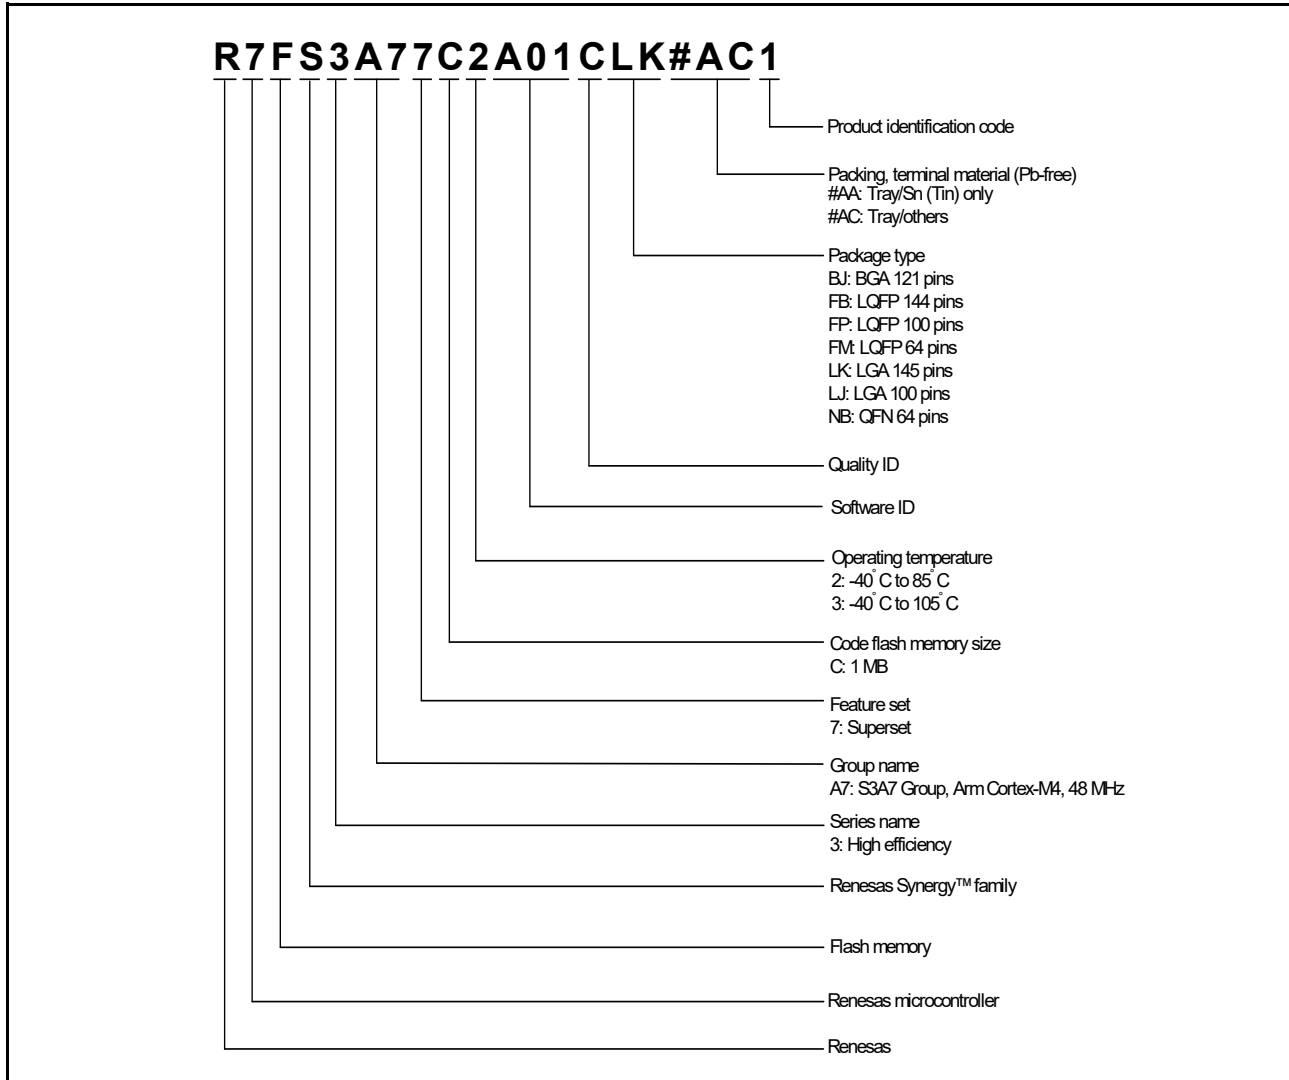 R7FS3A77C2A01CLK#AC1
Product identification code
Packing, terminal material (Pb-free)
#AA: Tray/Sn (Tin) only
#AC: Tray/others
Package type
BJ: BGA 121 pins
FB: LQFP 144 pins
FP: LQFP 100 pins
FM: LQFP 64 pins
LK: LGA 145 pins
LJ: LGA 100 pins
NB: QFN 64 pins
Quality ID
Software ID
Operating temperature
2: -40°C to 85°C
3: -40°C to 105°C
Code flash memory size
C: 1 MB
Feature set
7: Superset
Group name
A7: S3A7 Group, Arm Cortex-M4, 48 MHz
Series name
3: High efficiency
Renesas Synergy™ family
Flash memory
Renesas microcontroller
Renesas